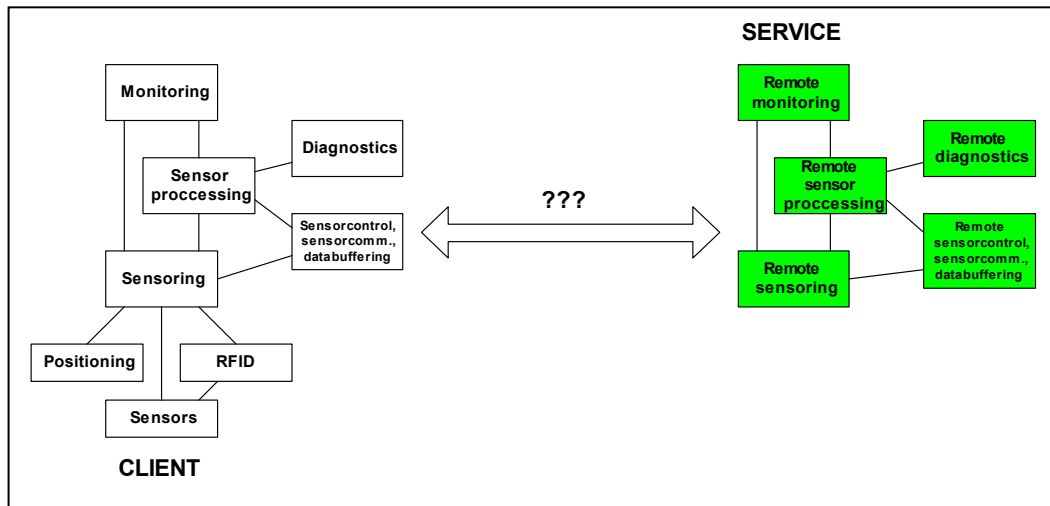 SERVICE
Monitoring
Diagnostics
Sensor
proccessing
Sensorcontrol,
sensorcomm.,
databuffering
Sensoring
Positioning
RFID
Sensors
CLIENT
???
Remote
monitoring
Remote
diagnostics
Remote
sensor
proccessing
Remote
sensorcontrol,
sensorcomm.,
databuffering
Remote
sensoring